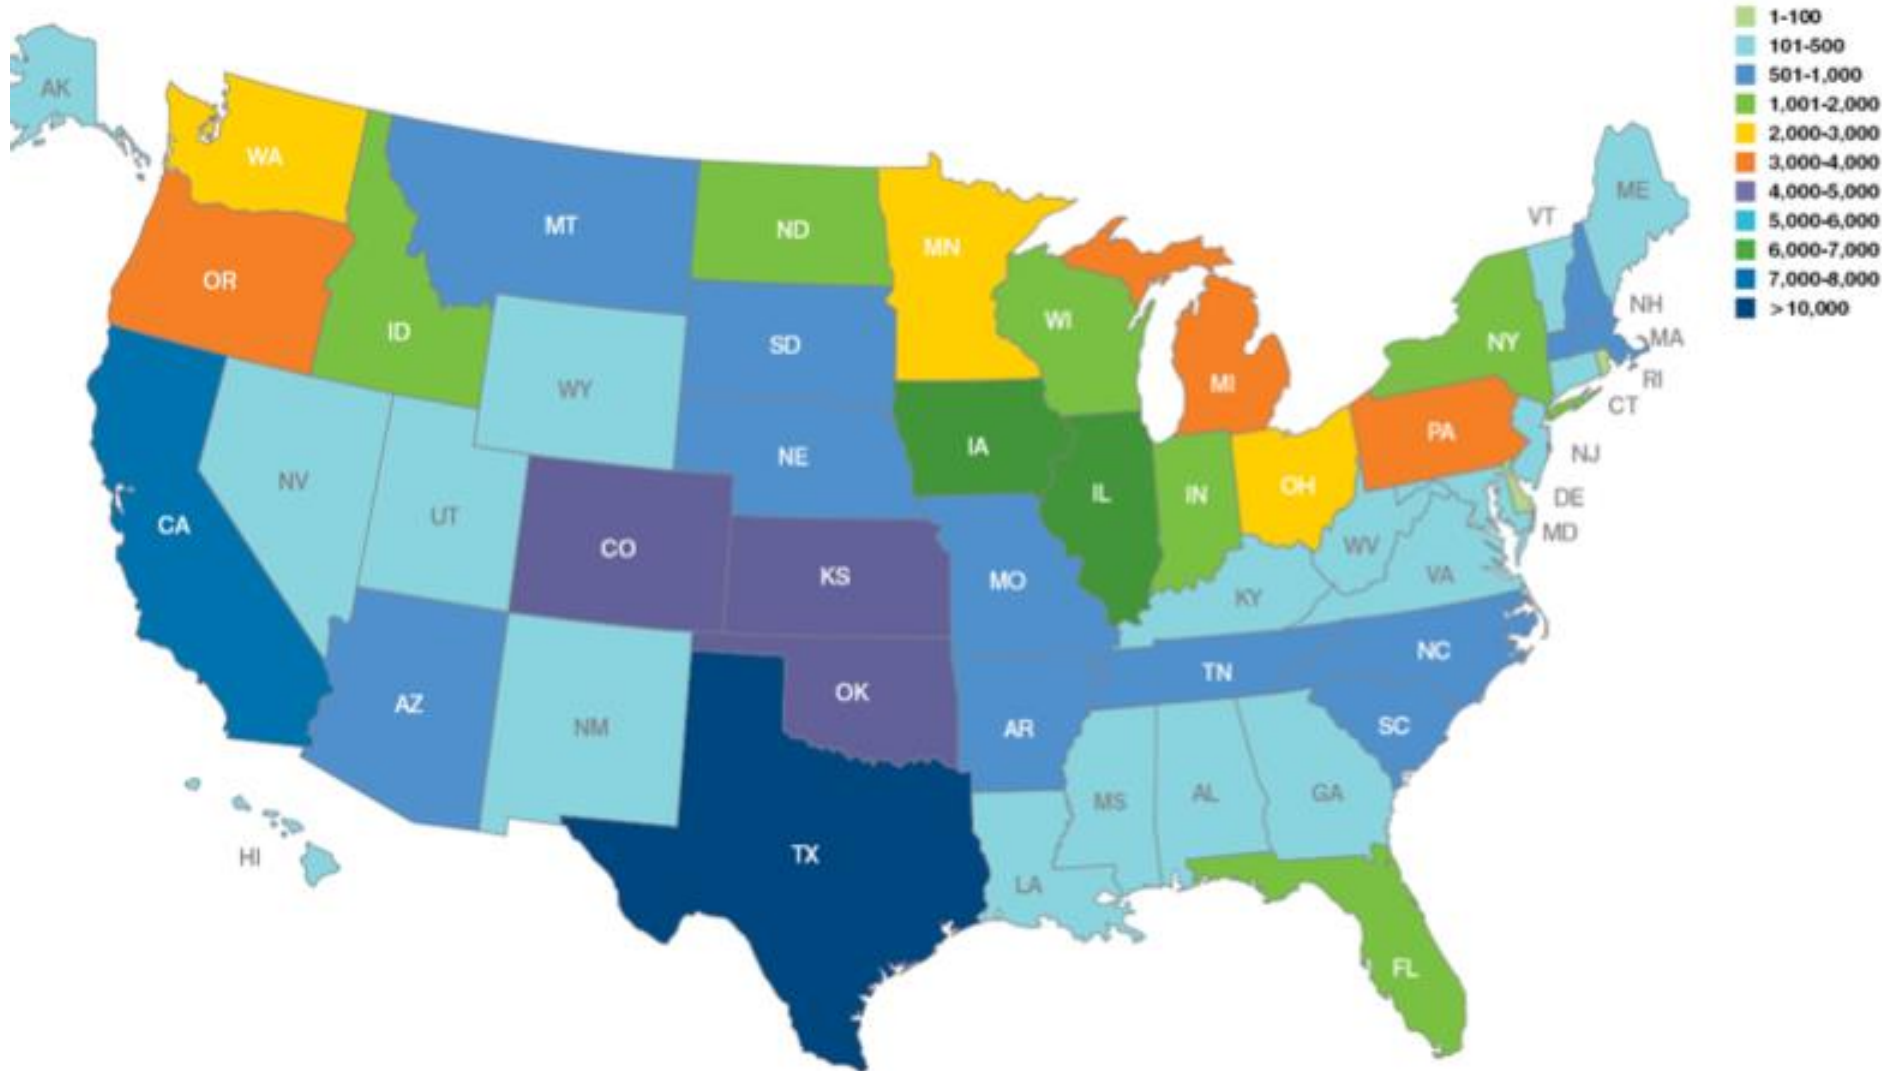 1-100
101-500
501-1,000
1,001-2,000
2,000-3,000
3,000-4,000
4,000-5,000
5,000-6,000
6,000-7,000
7,000-8,000
>10,000
AK
WA
MT
ND
MN
OR
ID
WY
SD
WI
MI
NY
VT
ME
NH
MA
RI
CT
NJ
DE
MD
PA
OH
IN
IL
IA
NE
NV
UT
CA
CO
KS
MO
KY
WV
VA
AZ
NM
OK
AR
TN
NC
SC
MS
AL
GA
HI
TX
LA
FL